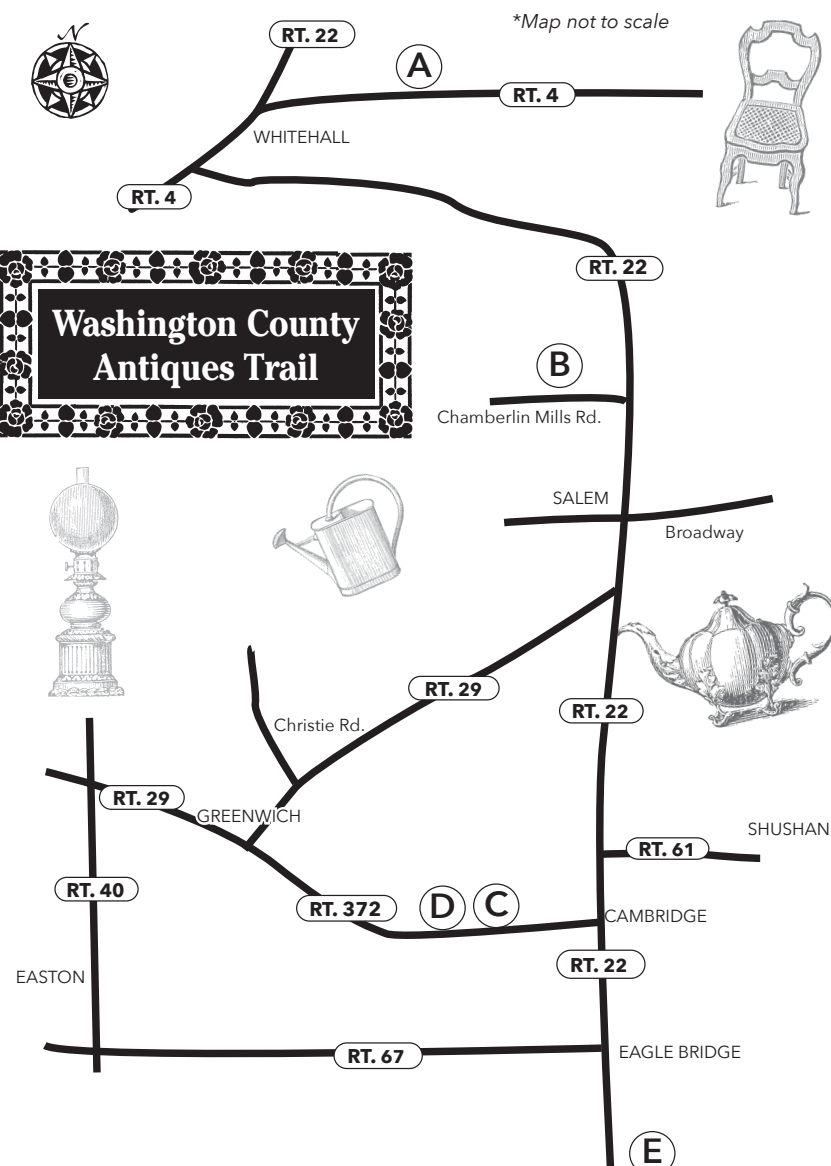 N
RT. 22
*Map not to scale
A
RT. 4
WHITEHALL
RT. 4
RT. 22
Washington County
Antiques Trail
B
Chamberlin Mills Rd.
SALEM
Broadway
RT. 29
RT. 22
Christie Rd.
RT. 29
GREENWICH
SHUSHAN
RT. 61
RT. 40
RT. 372
D
C
CAMBRIDGE
RT. 22
EASTON
RT. 67
EAGLE BRIDGE
E